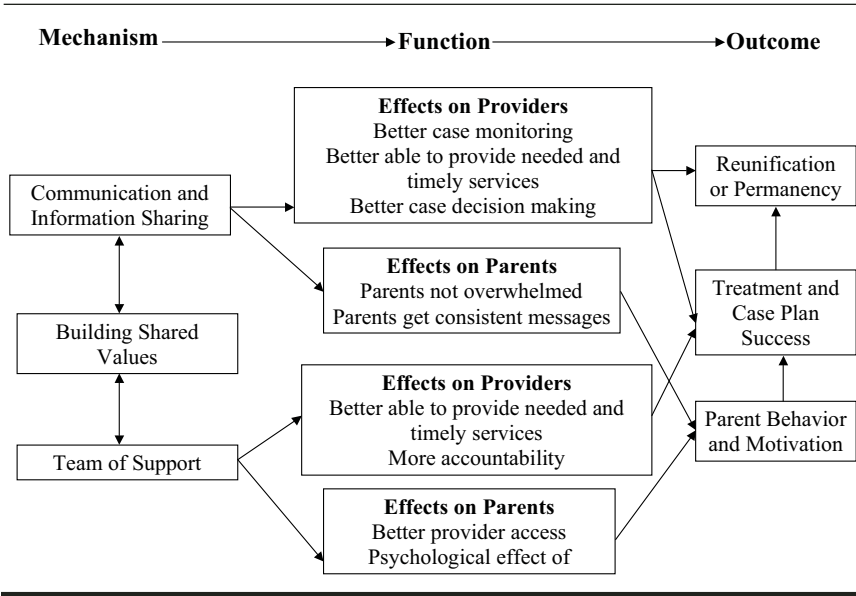 Mechanism Function Outcome
Effects on Providers
Better case monitoring
Better able to provide needed and
timely services
Better case decision making
Reunification
or Permanency
Communication and
Information Sharing
Effects on Parents
Parents not overwhelmed
Parents get consistent messages
Treatment and
Case Plan
Success
Building Shared
Values
Effects on Providers
Better able to provide needed and
timely services
More accountability
Parent Behavior
and Motivation
Team of Support
Effects on Parents
Better provider access
Psychological effect of